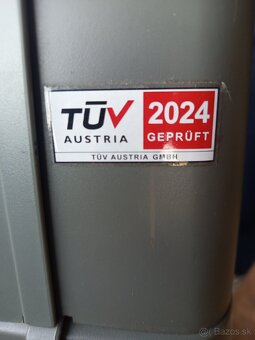 TÜV
AUSTRIA
2024
GEPRÜFT
TÜV AUSTRIA GMBH
Bazos.sk